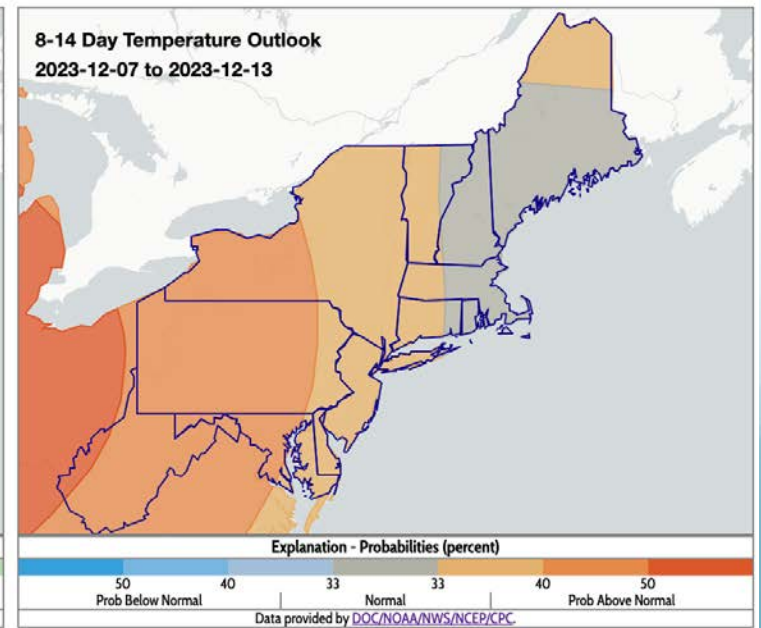 8-14 Day Temperature Outlook
2023-12-07 to 2023-12-13
Explanation - Probabilities (percent)
50 40 33 33 40 50
Prob Below Normal | Normal | Prob Above Normal
Data provided by DOC/NOAA/NWS/NCEP/CPC.